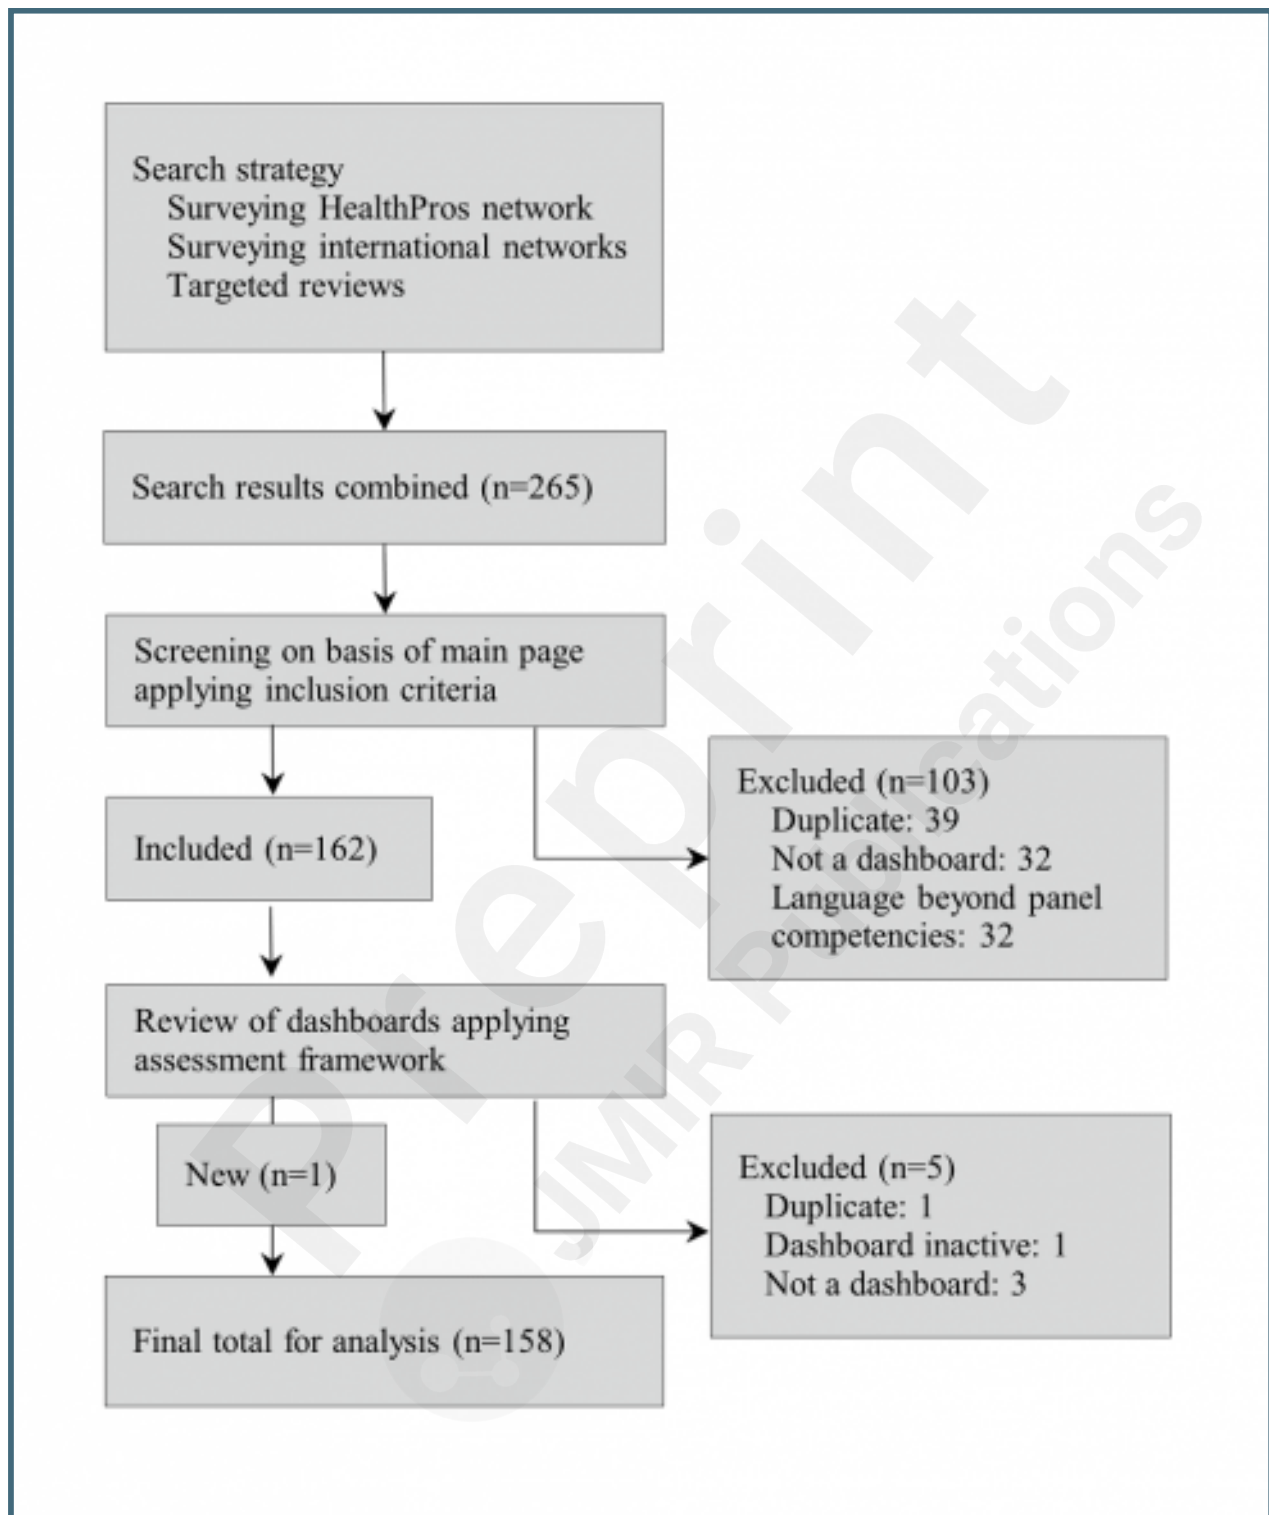 Search strategy
Surveying HealthPros network
Surveying international networks
Targeted reviews
Search results combined (n=265)
Screening on basis of main page
applying inclusion criteria
Included (n=162)
Excluded (n=103)
Duplicate: 39
Not a dashboard: 32
Language beyond panel
competencies: 32
Review of dashboards applying
assessment framework
New (n=1)
Excluded (n=5)
Duplicate: 1
Dashboard inactive: 1
Not a dashboard: 3
Final total for analysis (n=158)
Preprint
JMIR Publications